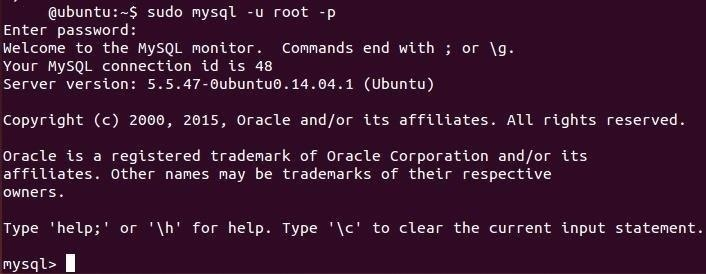 @ubuntu:~$ sudo mysql -u root -p
Enter password:
Welcome to the MySQL monitor.  Commands end with ; or \g.
Your MySQL connection id is 48
Server version: 5.5.47-0ubuntu0.14.04.1 (Ubuntu)

Copyright (c) 2000, 2015, Oracle and/or its affiliates. All rights reserved.

Oracle is a registered trademark of Oracle Corporation and/or its
affiliates. Other names may be trademarks of their respective
owners.

Type 'help;' or '\h' for help. Type '\c' to clear the current input statement.

mysql>